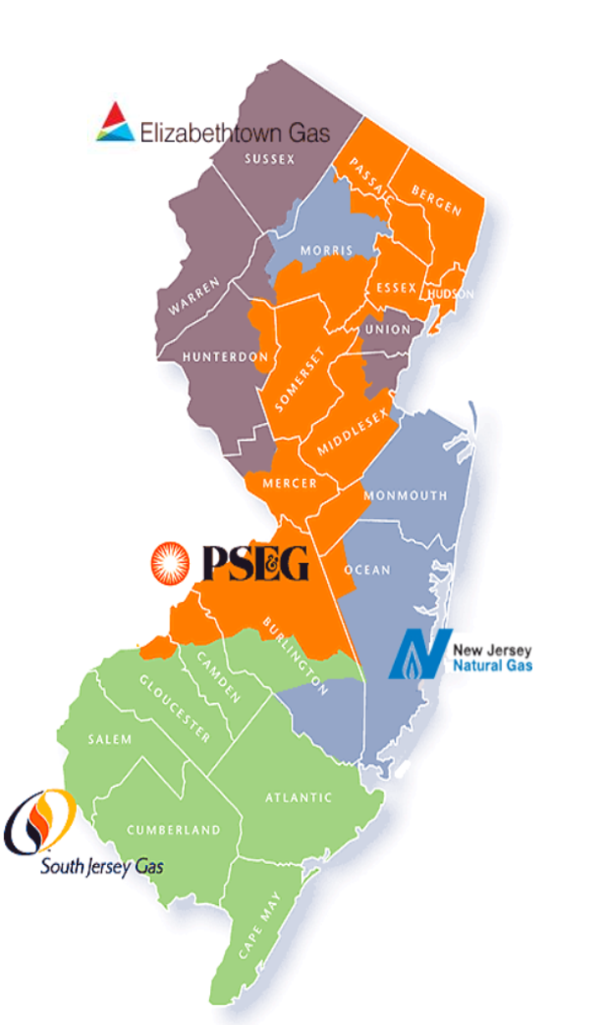 Elizabethtown Gas
SUSSEX
PASSAIC
BERGEN
MORRIS
ESSEX
HUDSON
WARREN
UNION
HUNTERDON
SOMERSET
MIDDLESEX
MERCER
MONMOUTH
PSE&G
OCEAN
BURLINGTON
New Jersey
Natural Gas
CAMDEN
GLOUCESTER
SALEM
ATLANTIC
CUMBERLAND
South Jersey Gas
CAPE MAY